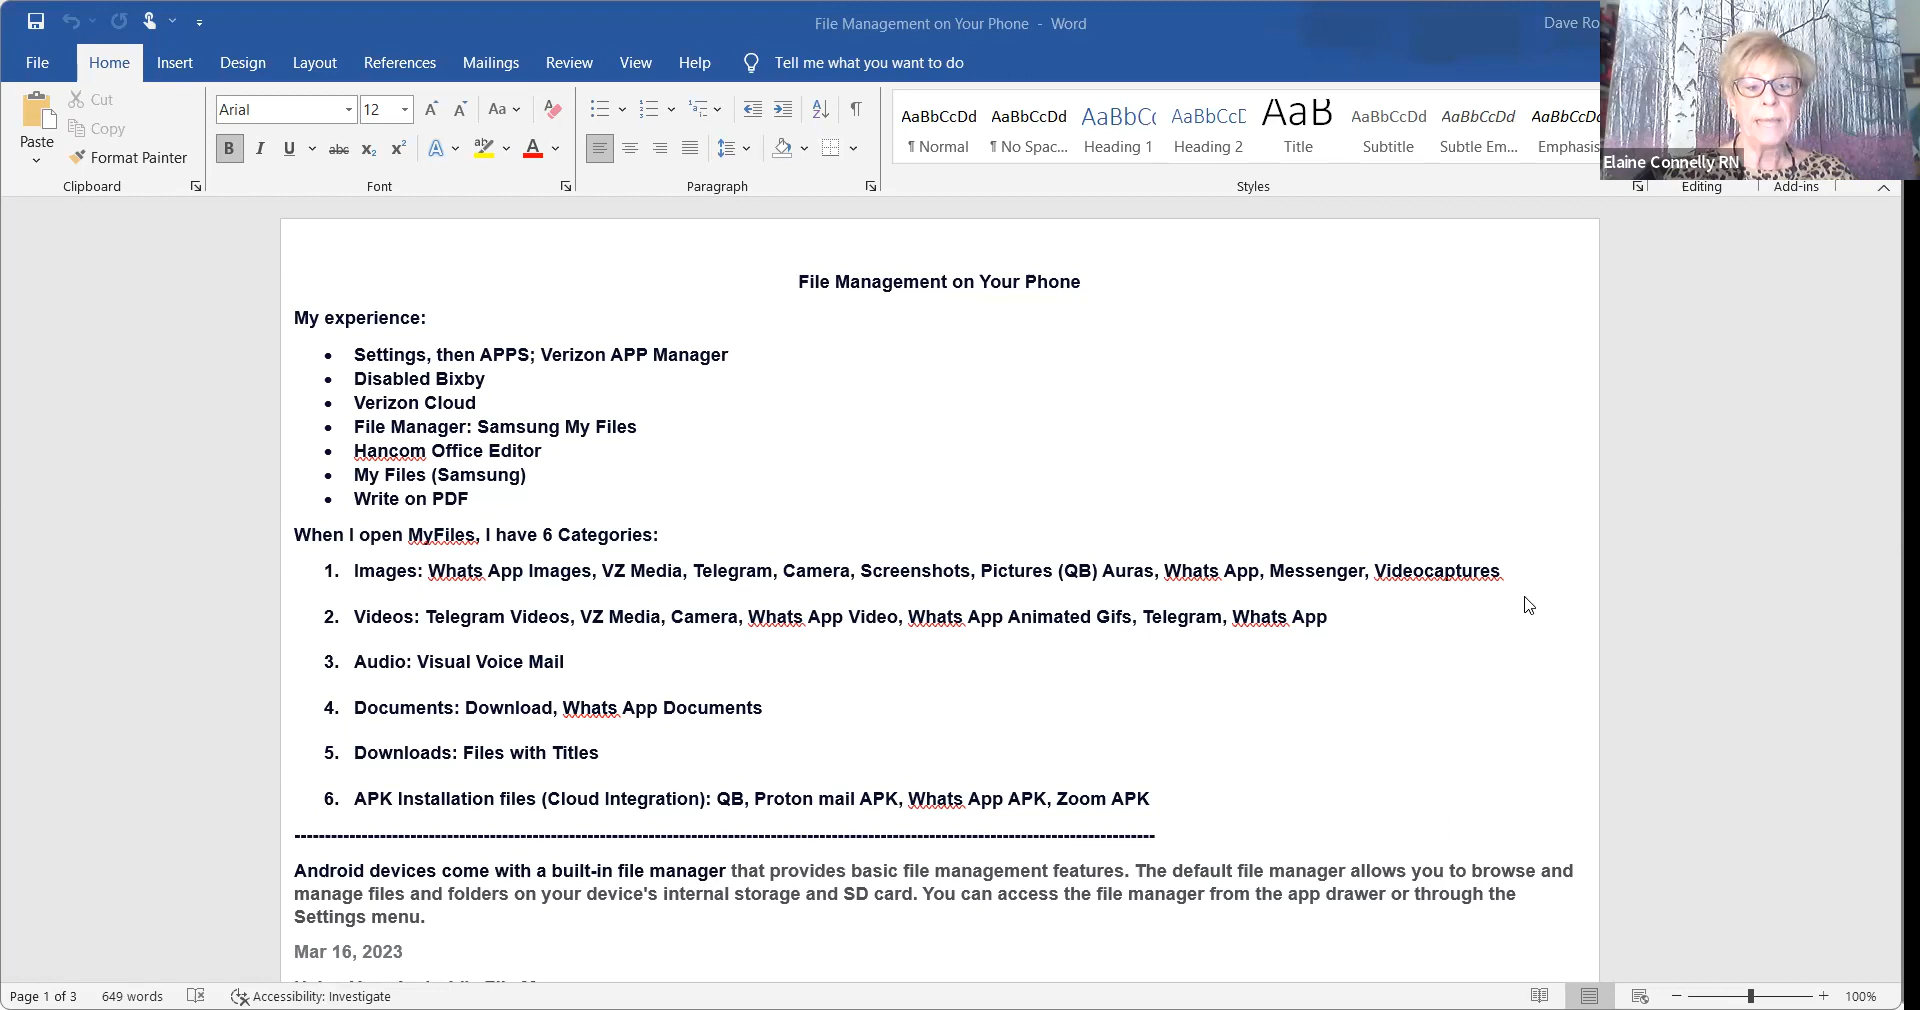 File Management on Your Phone - Word
Dave Ro
File Home Insert Design Layout References Mailings Review View Help Tell me what you want to do
Paste
Cut
Copy
Format Painter
Clipboard
Arial 12 Aa
B I U abc x₂ x² A ab A
Font
Paragraph
AaBbCcDd AaBbCcDd AaBbCc AaBbCcD AaB AaBbCcDd AaBbCcDd AaBbCcDd
¶ Normal ¶ No Spac... Heading 1 Heading 2 Title Subtitle Subtle Em... Emphasis
Styles
Editing
Add-ins
Elaine Connelly RN
File Management on Your Phone
My experience:
• Settings, then APPS; Verizon APP Manager
• Disabled Bixby
• Verizon Cloud
• File Manager: Samsung My Files
• Hancom Office Editor
• My Files (Samsung)
• Write on PDF
When I open MyFiles, I have 6 Categories:
1. Images: Whats App Images, VZ Media, Telegram, Camera, Screenshots, Pictures (QB) Auras, Whats App, Messenger, Videocaptures
2. Videos: Telegram Videos, VZ Media, Camera, Whats App Video, Whats App Animated Gifs, Telegram, Whats App
3. Audio: Visual Voice Mail
4. Documents: Download, Whats App Documents
5. Downloads: Files with Titles
6. APK Installation files (Cloud Integration): QB, Proton mail APK, Whats App APK, Zoom APK
Android devices come with a built-in file manager that provides basic file management features. The default file manager allows you to browse and
manage files and folders on your device's internal storage and SD card. You can access the file manager from the app drawer or through the
Settings menu.
Mar 16, 2023
Page 1 of 3 649 words Accessibility: Investigate 100%